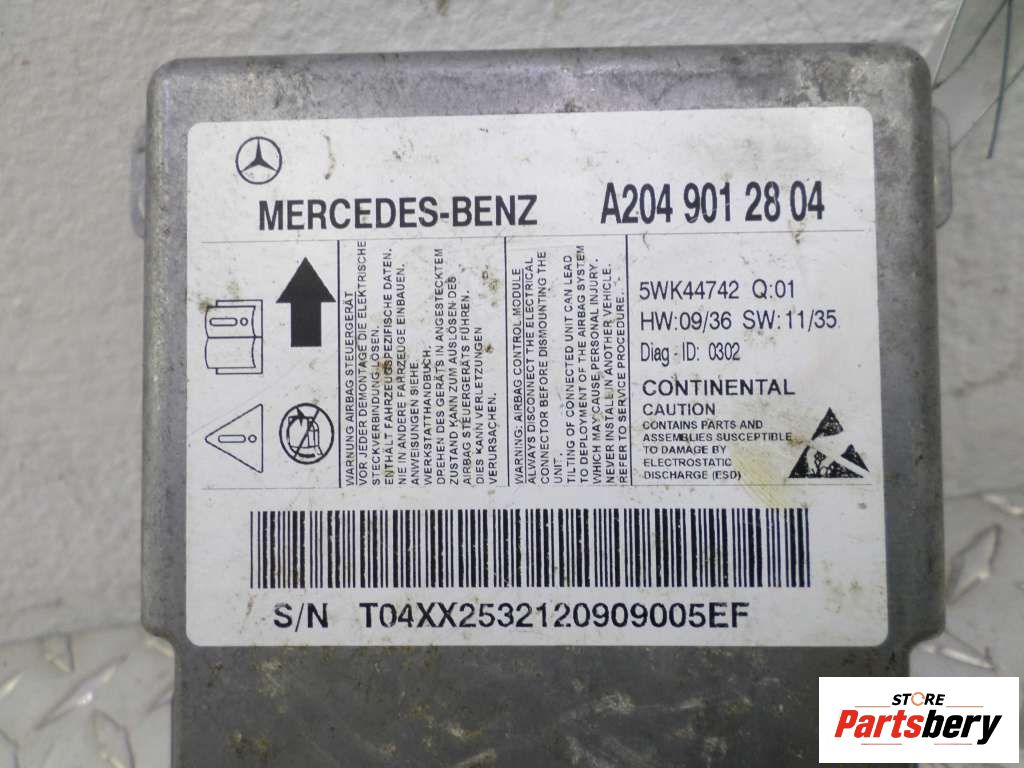 MERCEDES-BENZ
A204 901 28 04
WARNUNG AIRBAG STEUERGERÄT
VOR JEDER DEMONTAGE DIE ELEKTRISCHE
STECKVERBINDUNG LÖSEN.
ENTHÄLT FAHRZEUGSPEZIFISCHE DATEN.
NIE IN ANDERE FAHRZEUGE EINBAUEN.
ANWEISUNGEN SIEHE
WERKSTATTHANDBUCH.
DREHEN DES GERÄTS IN ANGESTECKTEM
ZUSTAND KANN ZUM AUSLÖSEN DES
AIRBAG STEUERGERÄTS FÜHREN.
DIES KANN VERLETZUNGEN
VERURSACHEN.
WARNING: AIRBAG CONTROL MODULE
ALWAYS DISCONNECT THE ELECTRICAL
CONNECTOR BEFORE DISMOUNTING THE
UNIT.
TILTING OF CONNECTED UNIT CAN LEAD
TO DEPLOYMENT OF THE AIRBAG SYSTEM
WHICH MAY CAUSE PERSONAL INJURY.
NEVER INSTALL IN ANOTHER VEHICLE.
REFER TO SERVICE PROCEDURE.
5WK44742 Q:01
HW:09/36 SW:11/35
Diag-ID: 0302
CONTINENTAL
CAUTION
CONTAINS PARTS AND
ASSEMBLIES SUSCEPTIBLE
TO DAMAGE BY
ELECTROSTATIC
DISCHARGE (ESD)
S/N T04XX2532120909005EF
STORE
Partsbery